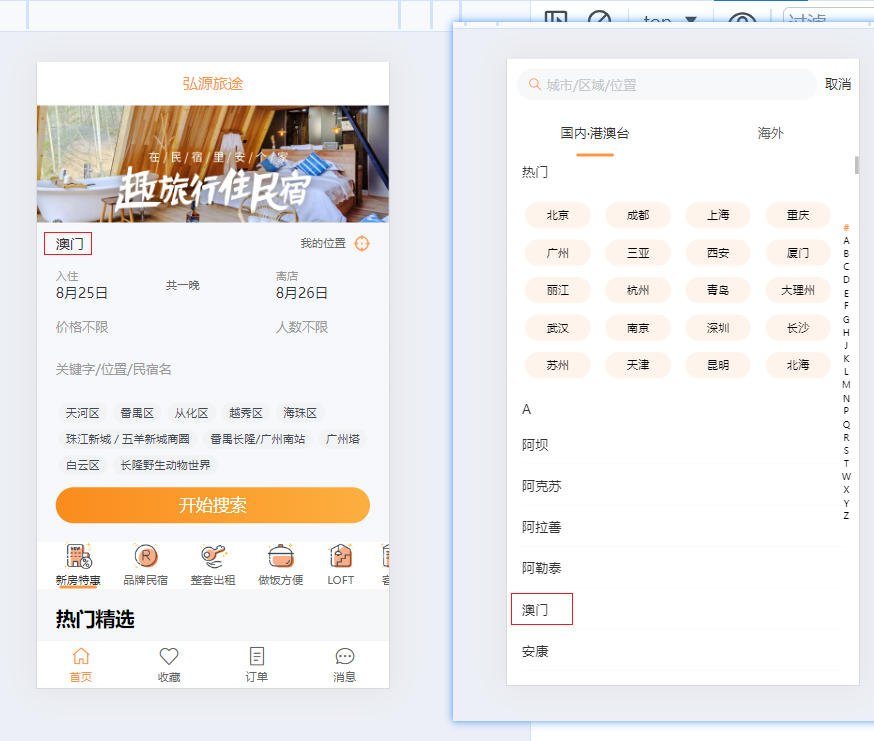 top
过滤
弘源旅途
在/民/宿/里/安/个/家
趣旅行住民宿
澳门
我的位置
入住
8月25日
共一晚
离店
8月26日
价格不限
人数不限
关键字/位置/民宿名
天河区 番禺区 从化区 越秀区 海珠区
珠江新城 / 五羊新城商圈 番禺长隆/广州南站 广州塔
白云区 长隆野生动物世界
开始搜索
新房特惠 品牌民宿 整套出租 做饭方便 LOFT
热门精选
首页 收藏 订单 消息
城市/区域/位置
取消
国内·港澳台 海外
热门
北京 成都 上海 重庆
广州 三亚 西安 厦门
丽江 杭州 青岛 大理州
武汉 南京 深圳 长沙
苏州 天津 昆明 北海
A
阿坝
阿克苏
阿拉善
阿勒泰
澳门
安康
#
A
B
C
D
E
F
G
H
J
K
L
M
N
P
Q
R
S
T
W
X
Y
Z